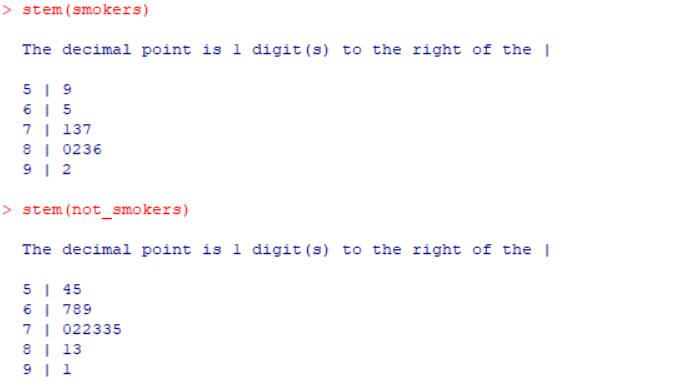 > stem(smokers)
The decimal point is 1 digit(s) to the right of the |
5 | 9
6 | 5
7 | 137
8 | 0236
9 | 2
> stem(not_smokers)
The decimal point is 1 digit(s) to the right of the |
5 | 45
6 | 789
7 | 022335
8 | 13
9 | 1